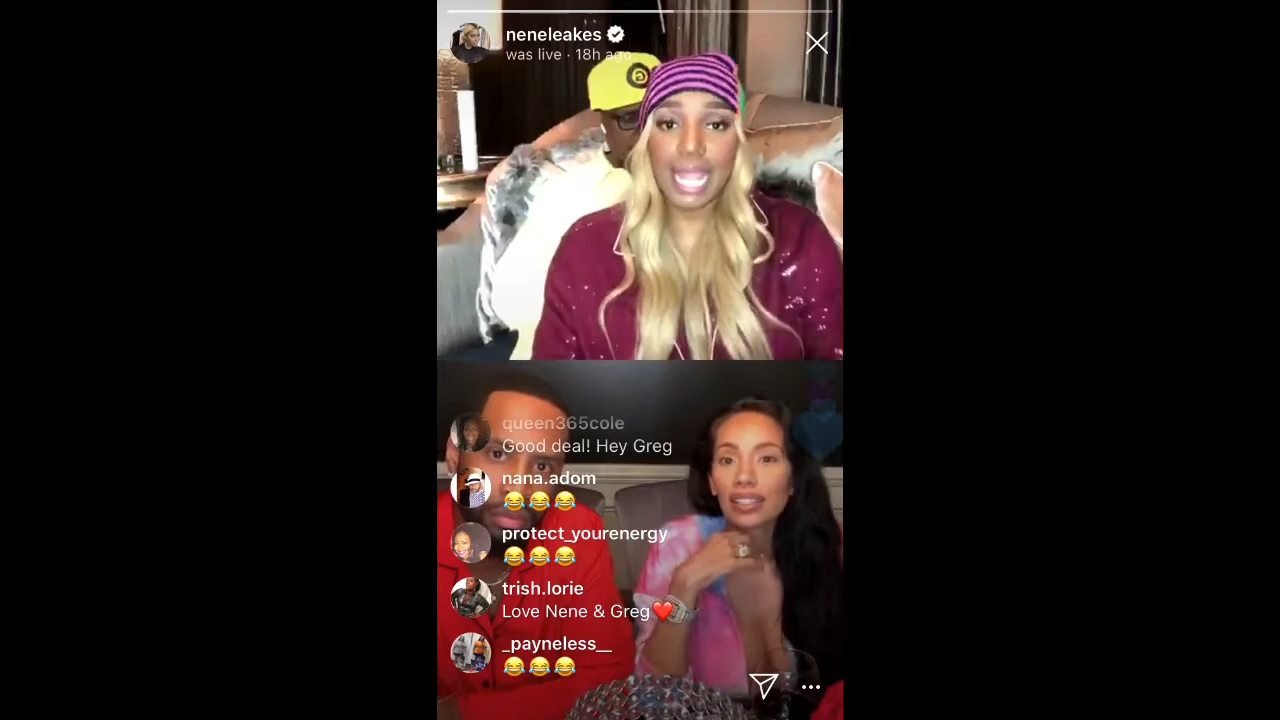 neneleakes
was live · 18h ago
queen365cole
Good deal! Hey Greg
nana.adom
😂😂😂
protect_yourenergy
😂😂😂
trish.lorie
Love Nene & Greg❤️
_payneless__
😂😂😂